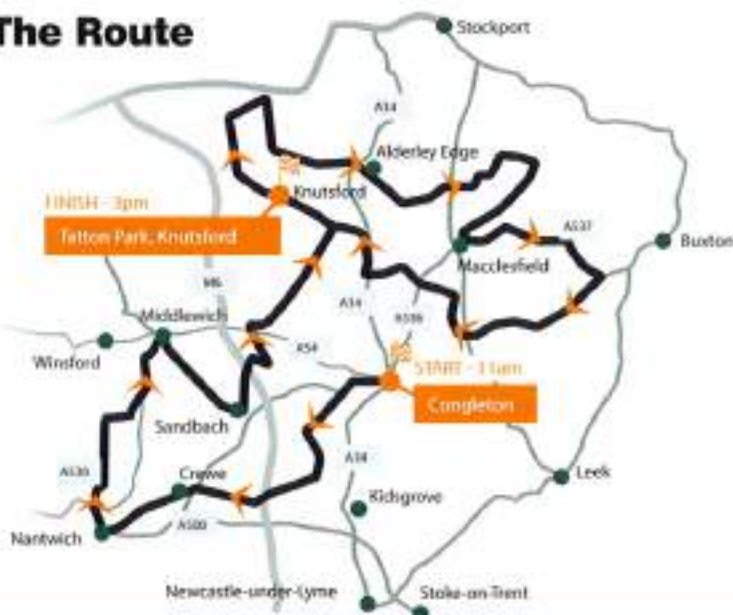 The Route
Stockport
A34
Alderley Edge
Knutsford
FINISH - 3pm
Tatton Park, Knutsford
A537
Buxton
Macclesfield
M6
A34
A536
Middlewich
Winsford
A54
START - 11am
Congleton
Sandbach
A530
Crewe
A34
Leek
Kidsgrove
A500
Nantwich
Newcastle-under-Lyme
Stoke-on-Trent